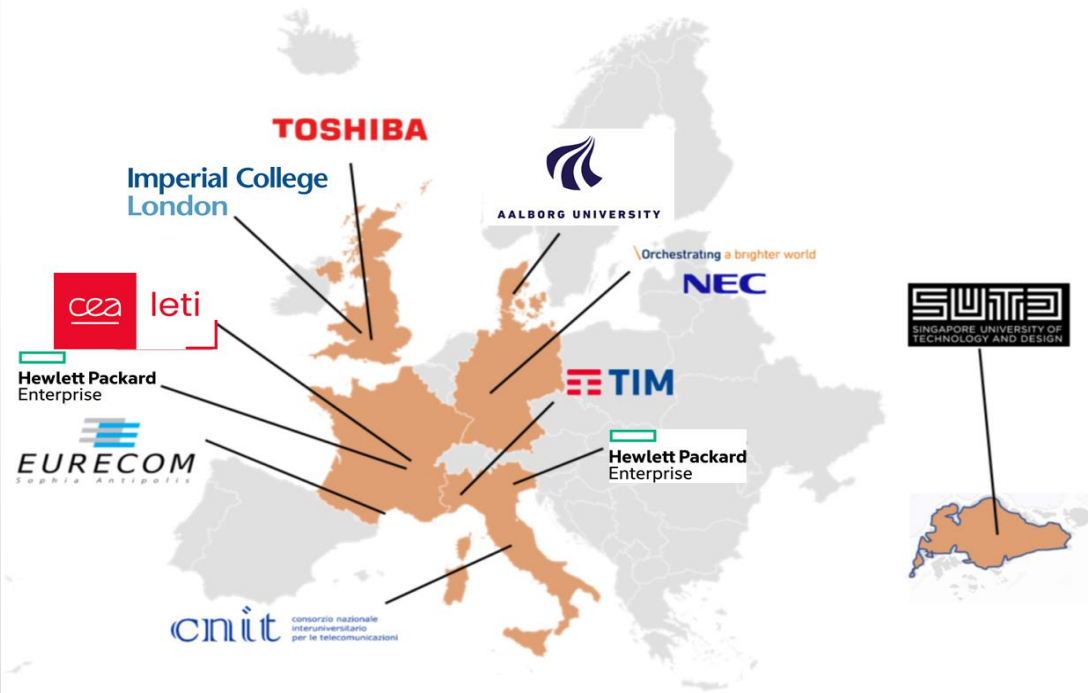 TOSHIBA
Imperial College
London
AALBORG UNIVERSITY
\Orchestrating a brighter world
NEC
cea leti
SUTD
SINGAPORE UNIVERSITY OF
TECHNOLOGY AND DESIGN
Hewlett Packard
Enterprise
TIM
EURECOM
Sophia Antipolis
Hewlett Packard
Enterprise
cnit
consorzio nazionale
interuniversitario
per le telecomunicazioni